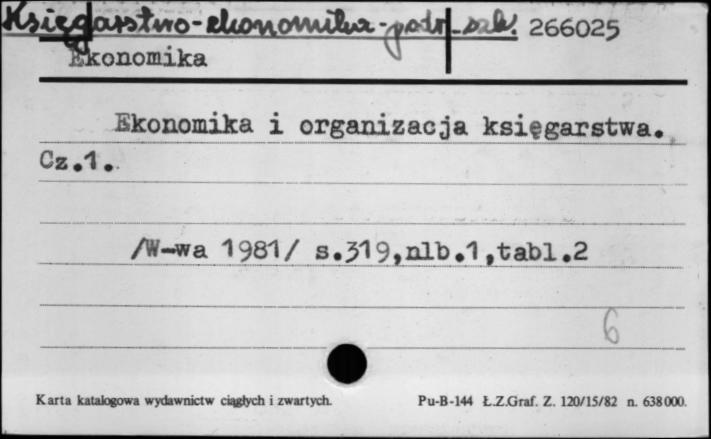 Księgarstwo-ekonomika-podr. szk. 266025
Ekonomika
Ekonomika i organizacja księgarstwa.
Cz.1.
/W-wa 1981/ s.319,nlb.1,tabl.2
6
Karta katalogowa wydawnictw ciągłych i zwartych. Pu-B-144 Ł.Z.Graf. Z. 120/15/82 n. 638000.